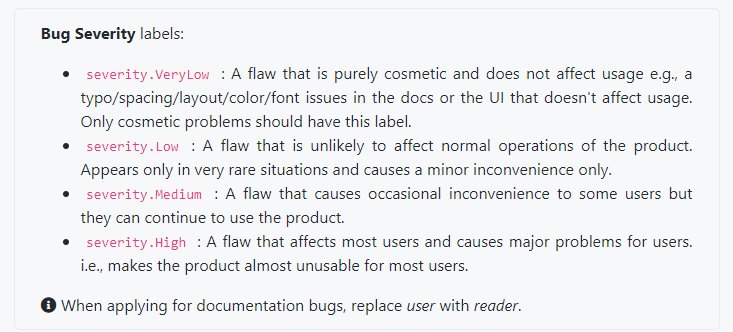 Bug Severity labels:
severity.VeryLow : A flaw that is purely cosmetic and does not affect usage e.g., a
typo/spacing/layout/color/font issues in the docs or the UI that doesn't affect usage.
Only cosmetic problems should have this label.
severity.Low : A flaw that is unlikely to affect normal operations of the product.
Appears only in very rare situations and causes a minor inconvenience only.
severity.Medium : A flaw that causes occasional inconvenience to some users but
they can continue to use the product.
severity.High : A flaw that affects most users and causes major problems for users.
i.e., makes the product almost unusable for most users.
When applying for documentation bugs, replace user with reader.